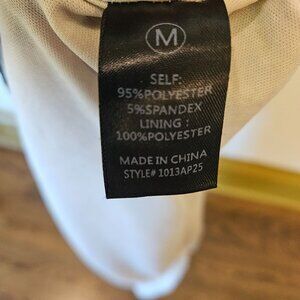 M
SELF:
95%POLYESTER
5%SPANDEX
LINING :
100%POLYESTER
MADE IN CHINA
STYLE# 1013AP25